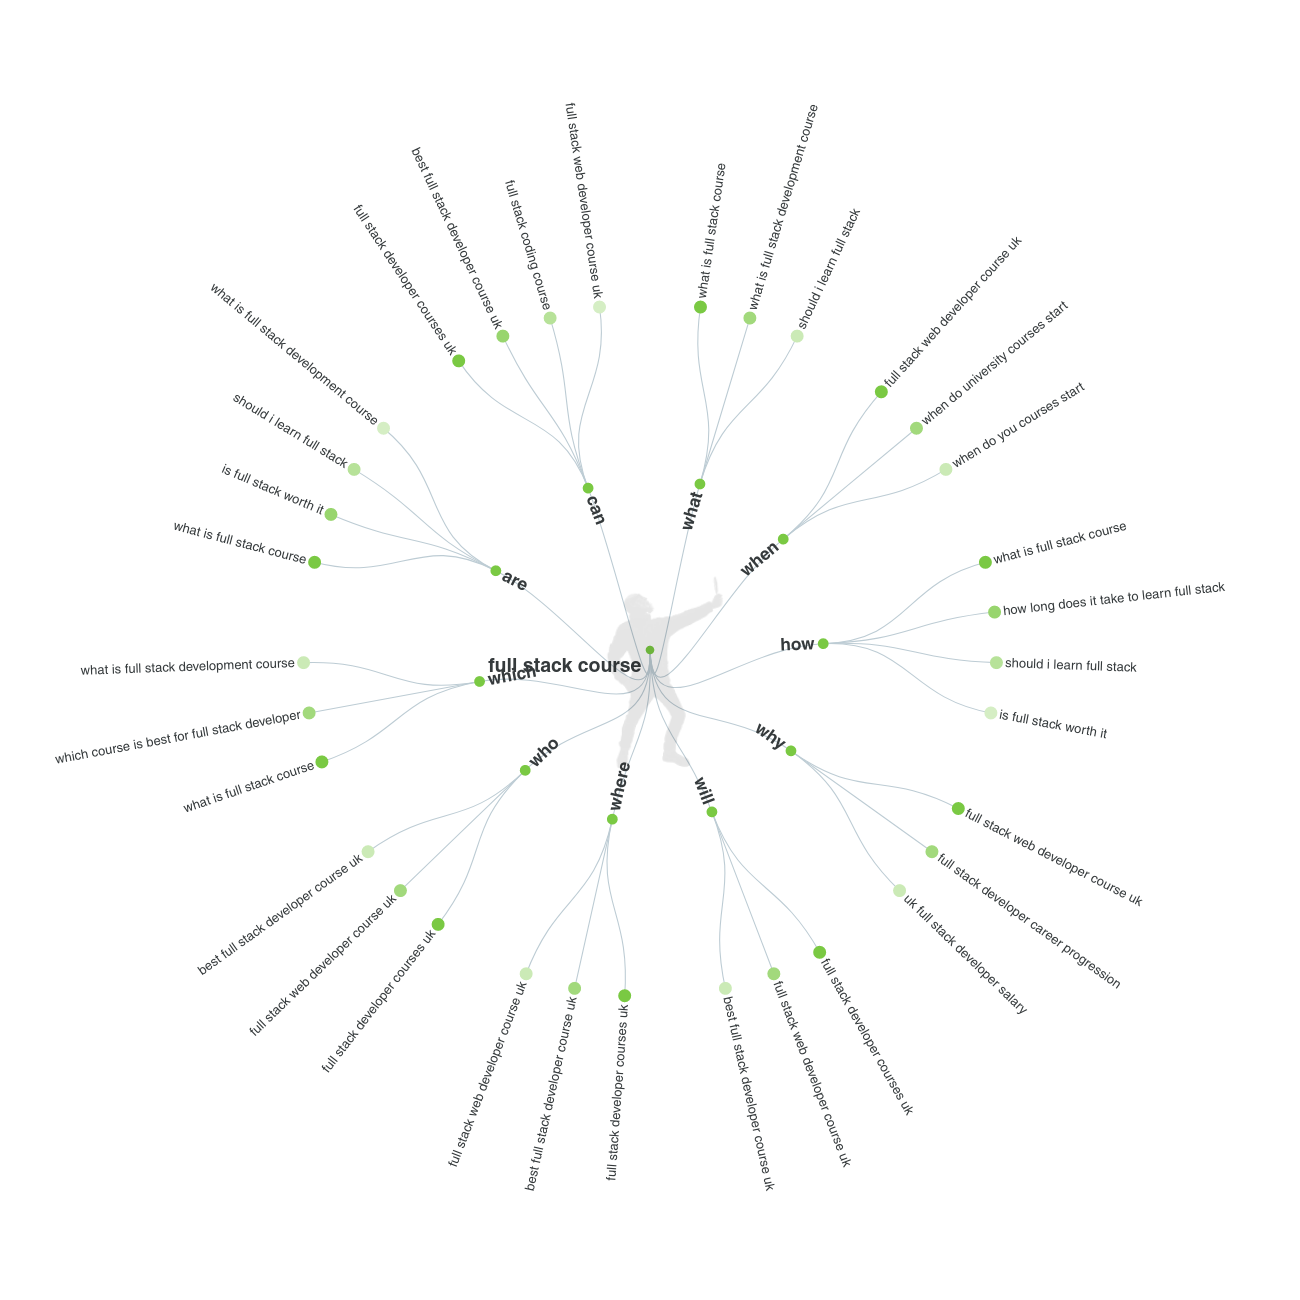 full stack course
what
what is full stack course
what is full stack development course
should i learn full stack
when
full stack web developer course uk
when do university courses start
when do you courses start
how
what is full stack course
how long does it take to learn full stack
should i learn full stack
is full stack worth it
why
full stack web developer course uk
full stack developer career progression
uk full stack developer salary
will
full stack developer courses uk
full stack web developer course uk
best full stack developer course uk
where
full stack developer courses uk
best full stack developer course uk
full stack web developer course uk
who
full stack developer courses uk
full stack web developer course uk
best full stack developer course uk
which
what is full stack course
which course is best for full stack developer
what is full stack development course
are
what is full stack course
is full stack worth it
should i learn full stack
what is full stack development course
can
full stack developer courses uk
best full stack developer course uk
full stack coding course
full stack web developer course uk